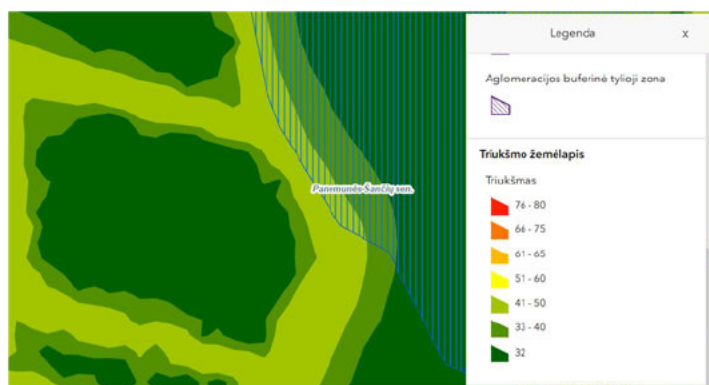 Panemunės-Šančių sen.
Legenda
x
Aglomeracijos buferinė tylioji zona
Triukšmo žemėlapis
Triukšmas
76 - 80
66 - 75
61 - 65
51 - 60
41 - 50
33 - 40
32